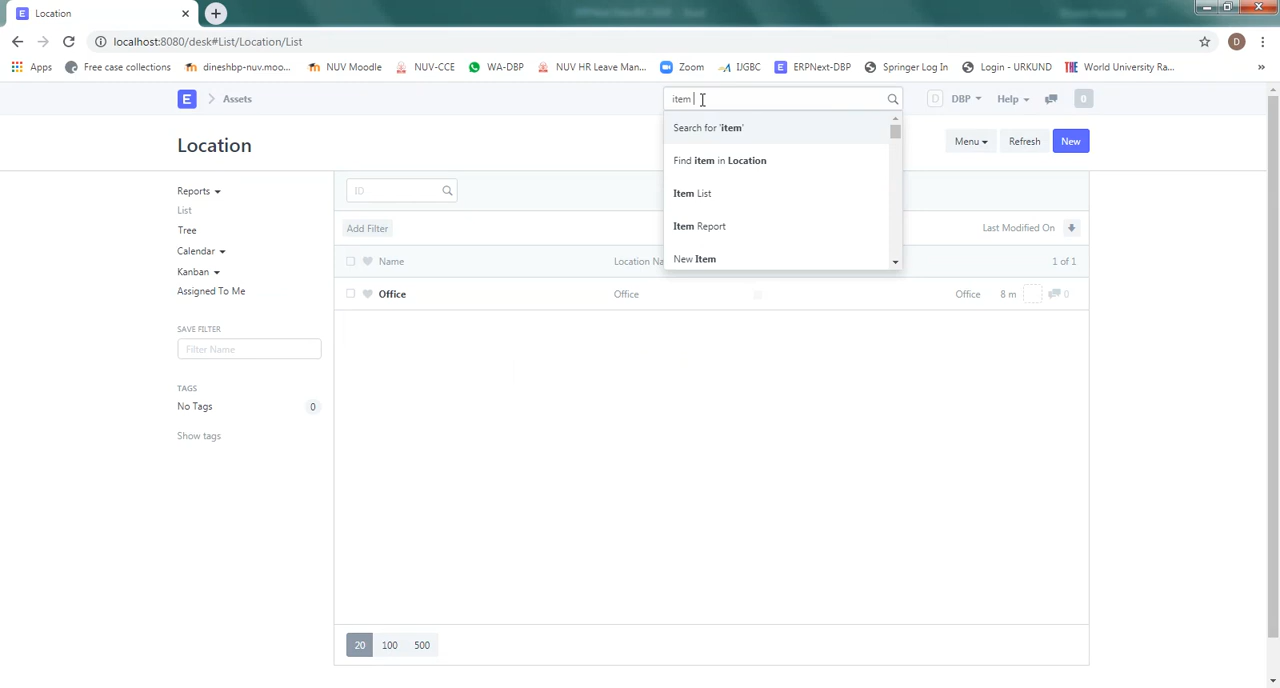 E Location × +
localhost:8080/desk#List/Location/List D
Apps Free case collections dineshbp-nuv.moo... NUV Moodle NUV-CCE WA-DBP NUV HR Leave Man... Zoom IJGBC ERPNext-DBP Springer Log In Login - URKUND World University Ra... »
E > Assets item D DBP Help 0
Search for 'item'
Find item in Location
Item List
Item Report
New Item
Location Menu Refresh New
Reports
List
Tree
Calendar
Kanban
Assigned To Me
SAVE FILTER
Filter Name
TAGS
No Tags 0
Show tags
ID
Add Filter Last Modified On
Name Location Na 1 of 1
Office Office Office 8 m 0
20 100 500